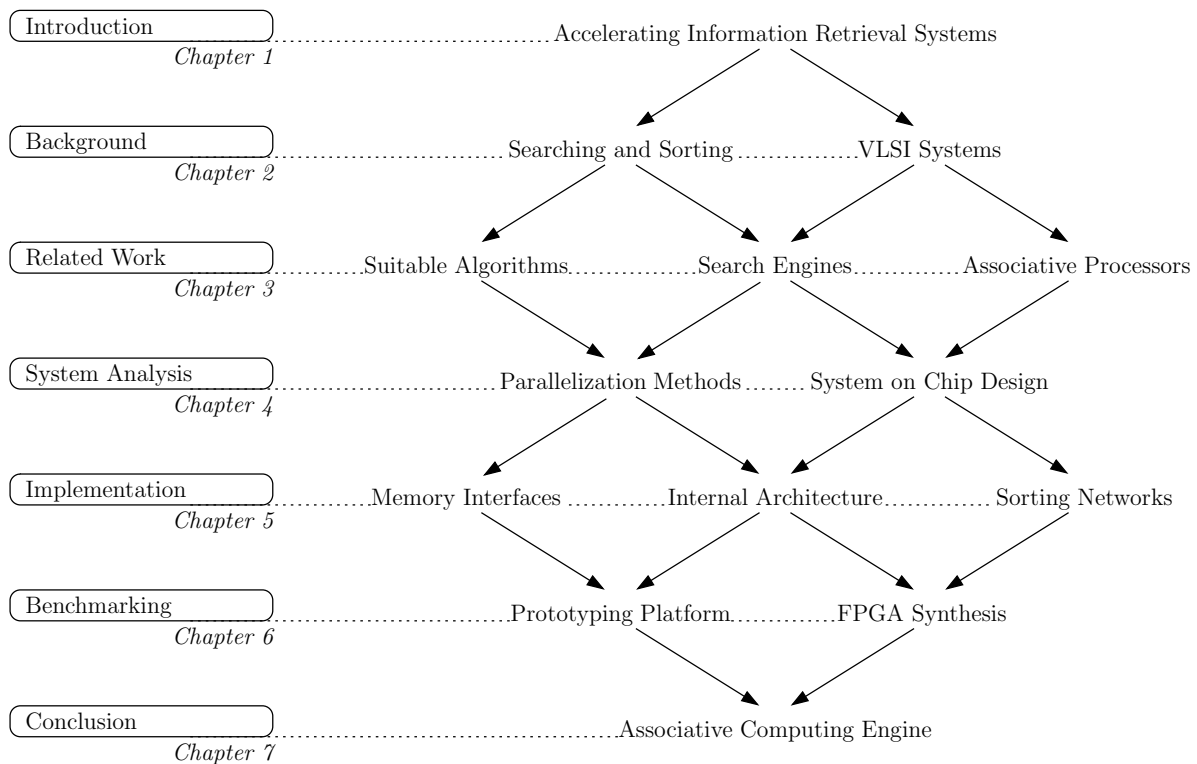 Introduction
Chapter 1
Accelerating Information Retrieval Systems
Background
Chapter 2
Searching and Sorting
VLSI Systems
Related Work
Chapter 3
Suitable Algorithms
Search Engines
Associative Processors
System Analysis
Chapter 4
Parallelization Methods
System on Chip Design
Implementation
Chapter 5
Memory Interfaces
Internal Architecture
Sorting Networks
Benchmarking
Chapter 6
Prototyping Platform
FPGA Synthesis
Conclusion
Chapter 7
Associative Computing Engine